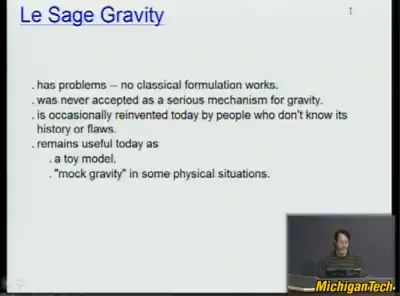 Le Sage Gravity
. has problems – no classical formulation works.
. was never accepted as a serious mechanism for gravity.
. is occasionally reinvented today by people who don't know its
history or flaws.
. remains useful today as
. a toy model.
. "mock gravity" in some physical situations.
MichiganTech